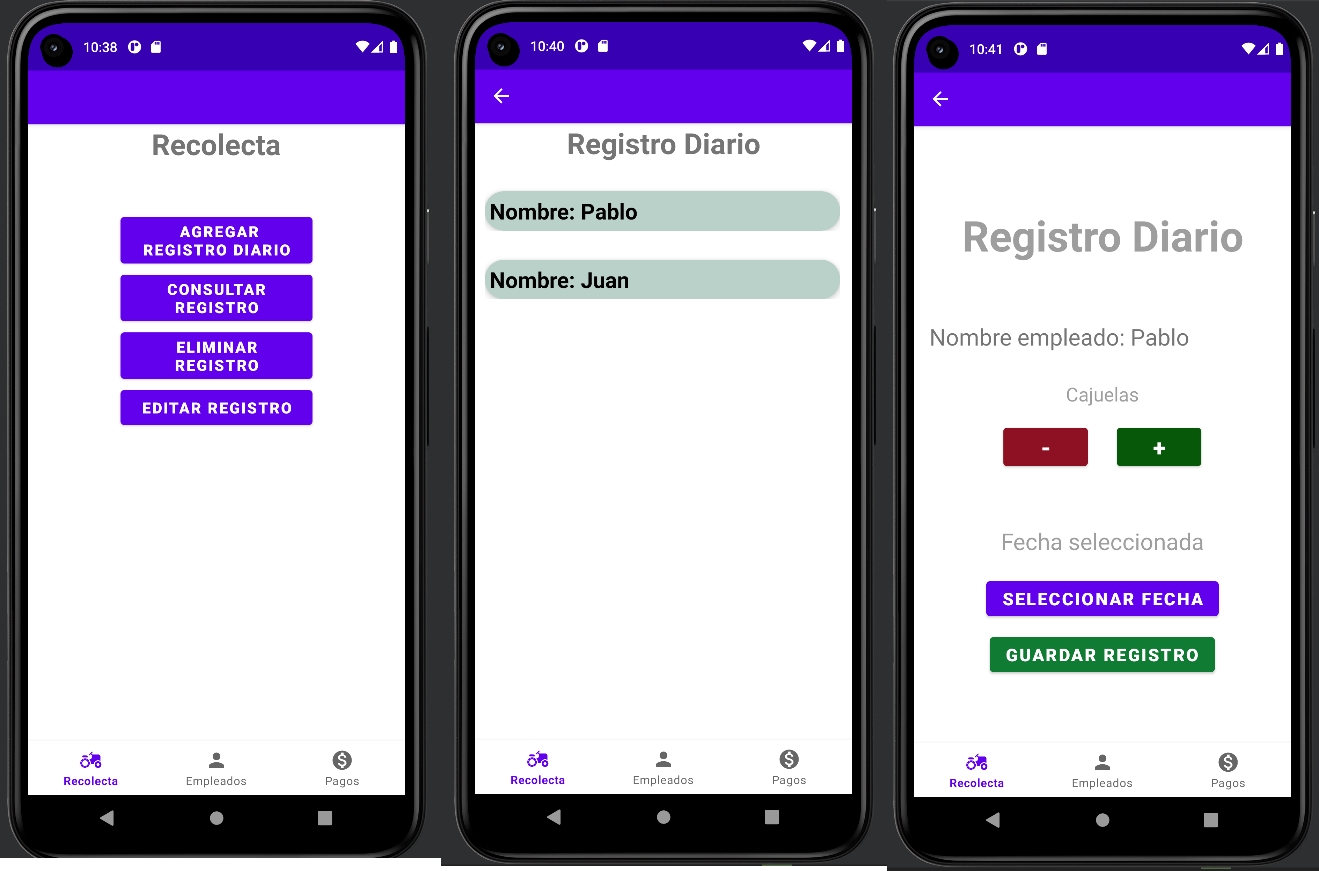 10:38
Recolecta
AGREGAR
REGISTRO DIARIO
CONSULTAR
REGISTRO
ELIMINAR
REGISTRO
EDITAR REGISTRO
Recolecta
Empleados
Pagos
10:40
Registro Diario
Nombre: Pablo
Nombre: Juan
Recolecta
Empleados
Pagos
10:41
Registro Diario
Nombre empleado: Pablo
Cajuelas
- +
Fecha seleccionada
SELECCIONAR FECHA
GUARDAR REGISTRO
Recolecta
Empleados
Pagos